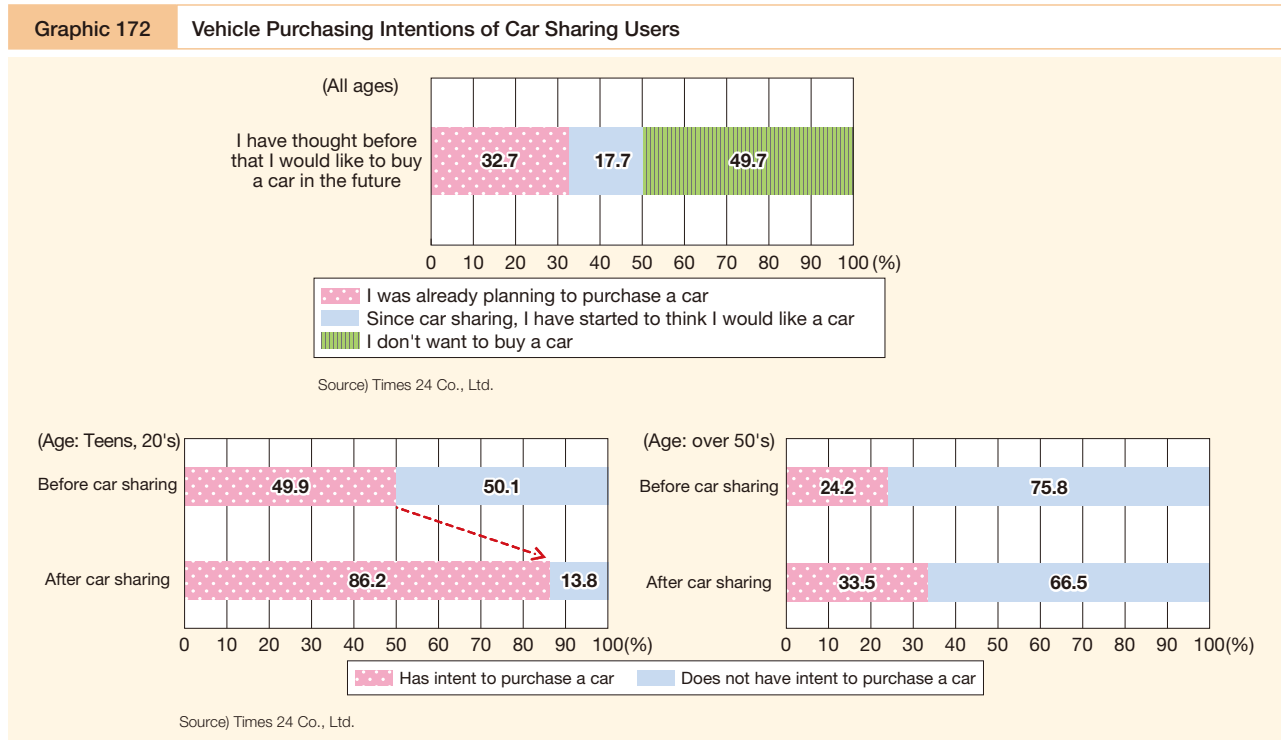 Graphic 172 Vehicle Purchasing Intentions of Car Sharing Users
(All ages)
I have thought before
that I would like to buy
a car in the future
32.7 17.7 49.7
0 10 20 30 40 50 60 70 80 90 100 (%)
I was already planning to purchase a car
Since car sharing, I have started to think I would like a car
I don't want to buy a car
Source) Times 24 Co., Ltd.
(Age: Teens, 20's)
Before car sharing 49.9 50.1
After car sharing 86.2 13.8
0 10 20 30 40 50 60 70 80 90 100(%)
(Age: over 50's)
Before car sharing 24.2 75.8
After car sharing 33.5 66.5
0 10 20 30 40 50 60 70 80 90 100(%)
Has intent to purchase a car Does not have intent to purchase a car
Source) Times 24 Co., Ltd.